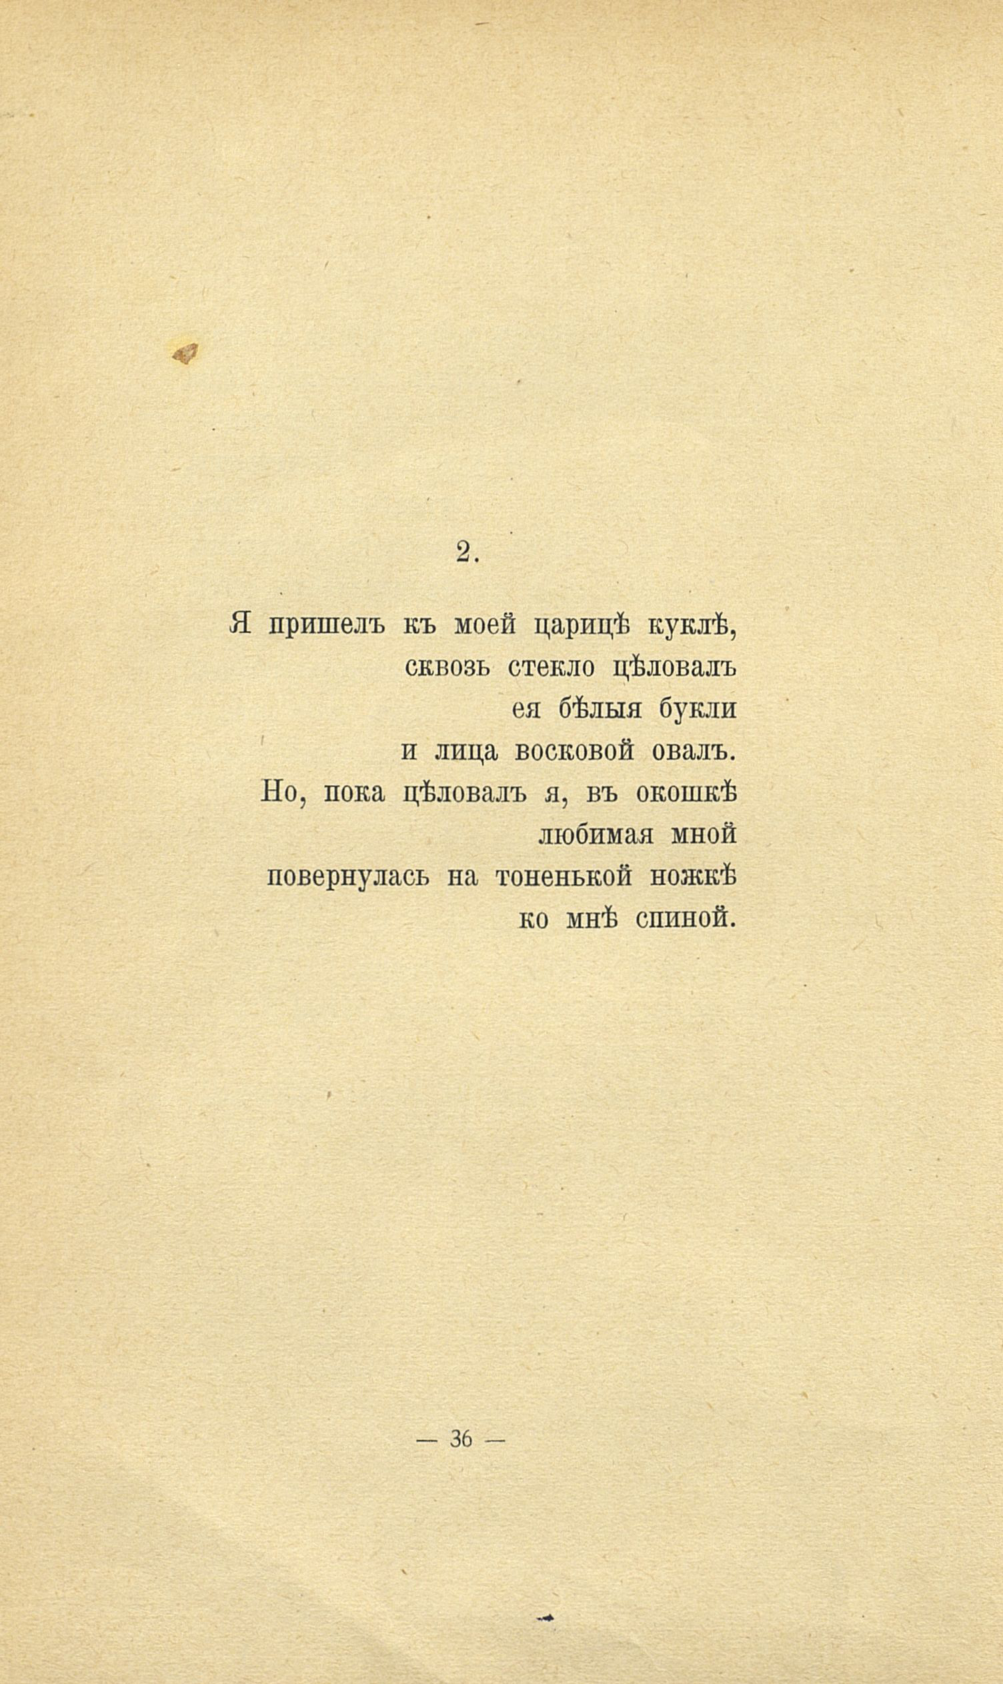 2.
Я пришелъ къ моей царицѣ куклѣ,
сквозь стекло цѣловалъ
ея бѣлыя букли
и лица восковой овалъ.
Но, пока цѣловалъ я, въ окошкѣ
любимая мной
повернулась на тоненькой ножкѣ
ко мнѣ спиной.
— 36 —